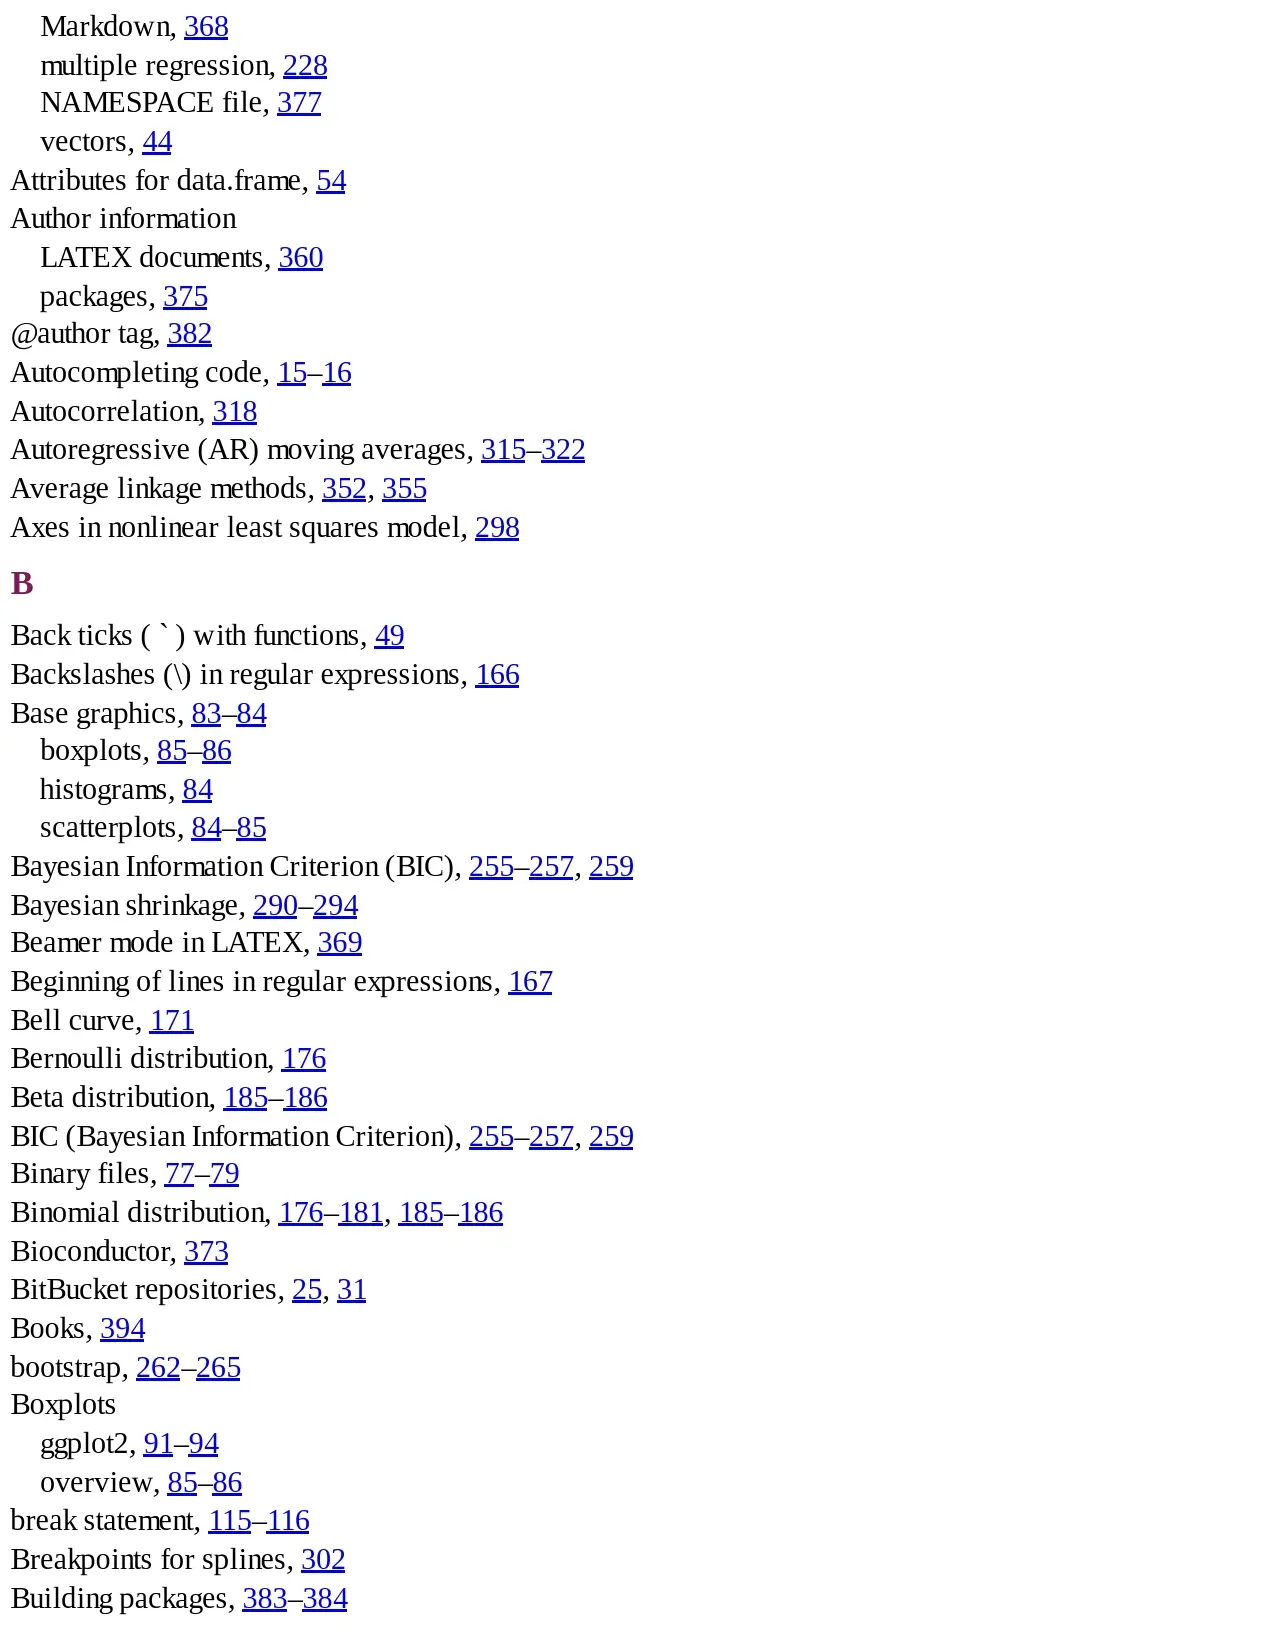 Markdown, 368
multiple regression, 228
NAMESPACE file, 377
vectors, 44
Attributes for data.frame, 54
Author information
LATEX documents, 360
packages, 375
@author tag, 382
Autocompleting code, 15–16
Autocorrelation, 318
Autoregressive (AR) moving averages, 315–322
Average linkage methods, 352, 355
Axes in nonlinear least squares model, 298
B
Back ticks ( ` ) with functions, 49
Backslashes (\) in regular expressions, 166
Base graphics, 83–84
boxplots, 85–86
histograms, 84
scatterplots, 84–85
Bayesian Information Criterion (BIC), 255–257, 259
Bayesian shrinkage, 290–294
Beamer mode in LATEX, 369
Beginning of lines in regular expressions, 167
Bell curve, 171
Bernoulli distribution, 176
Beta distribution, 185–186
BIC (Bayesian Information Criterion), 255–257, 259
Binary files, 77–79
Binomial distribution, 176–181, 185–186
Bioconductor, 373
BitBucket repositories, 25, 31
Books, 394
bootstrap, 262–265
Boxplots
ggplot2, 91–94
overview, 85–86
break statement, 115–116
Breakpoints for splines, 302
Building packages, 383–384